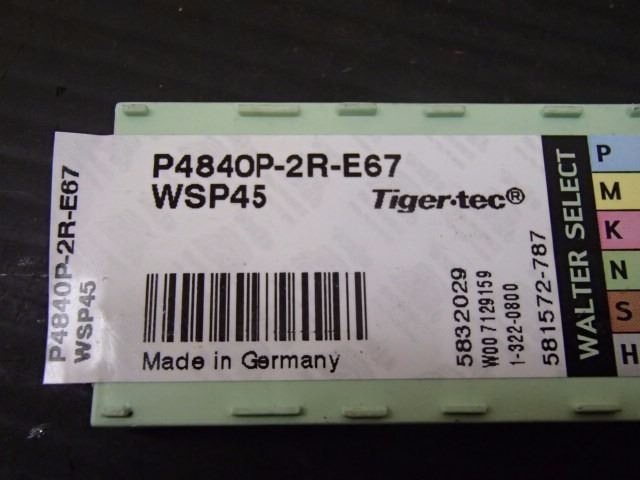 P4840P-2R-E67
WSP45
P4840P-2R-E67
WSP45
Tiger·tec®
Made in Germany
5832029
W00 7129159
1-322-0800
581572-787
WALTER SELECT
P
M
K
N
S
H